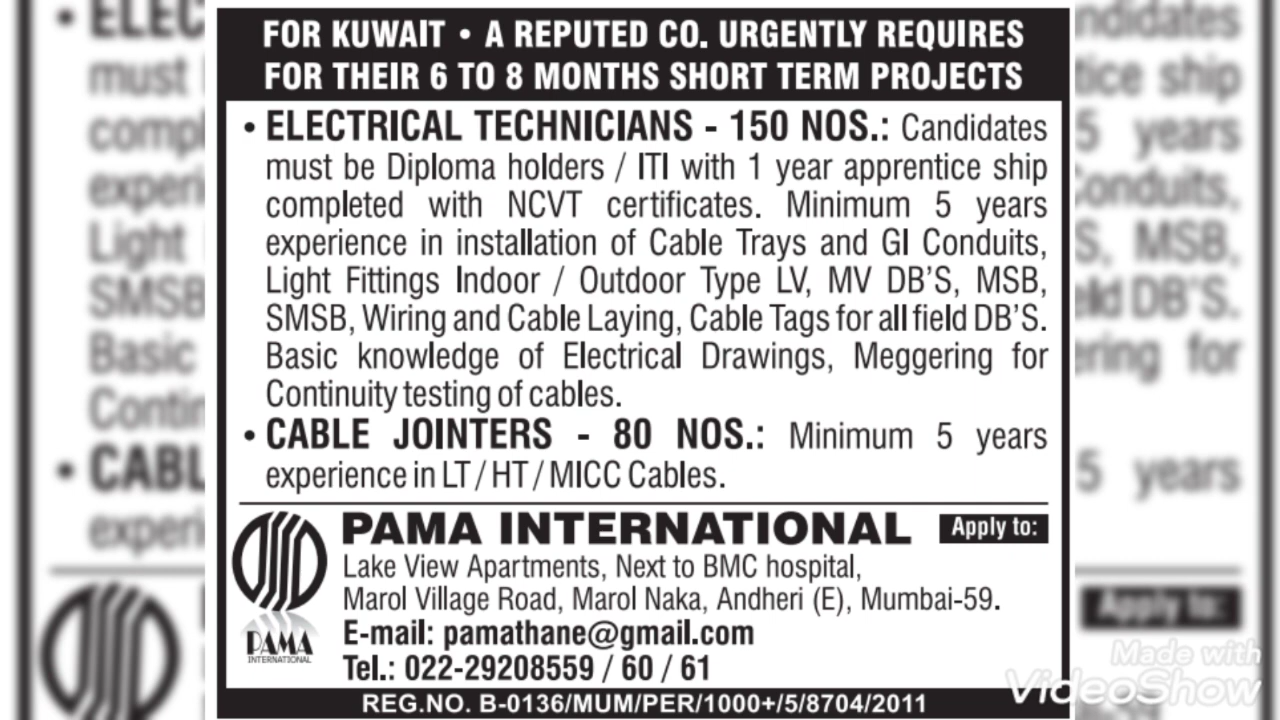 FOR KUWAIT • A REPUTED CO. URGENTLY REQUIRES
FOR THEIR 6 TO 8 MONTHS SHORT TERM PROJECTS
• ELECTRICAL TECHNICIANS - 150 NOS.: Candidates
must be Diploma holders / ITI with 1 year apprentice ship
completed with NCVT certificates. Minimum 5 years
experience in installation of Cable Trays and GI Conduits,
Light Fittings Indoor / Outdoor Type LV, MV DB'S, MSB,
SMSB, Wiring and Cable Laying, Cable Tags for all field DB'S.
Basic knowledge of Electrical Drawings, Meggering for
Continuity testing of cables.
• CABLE JOINTERS - 80 NOS.: Minimum 5 years
experience in LT / HT / MICC Cables.
PAMA INTERNATIONAL Apply to:
Lake View Apartments, Next to BMC hospital,
Marol Village Road, Marol Naka, Andheri (E), Mumbai-59.
E-mail: pamathane@gmail.com
Tel.: 022-29208559 / 60 / 61
PAMA
INTERNATIONAL
REG.NO. B-0136/MUM/PER/1000+/5/8704/2011
Made with
VideoShow